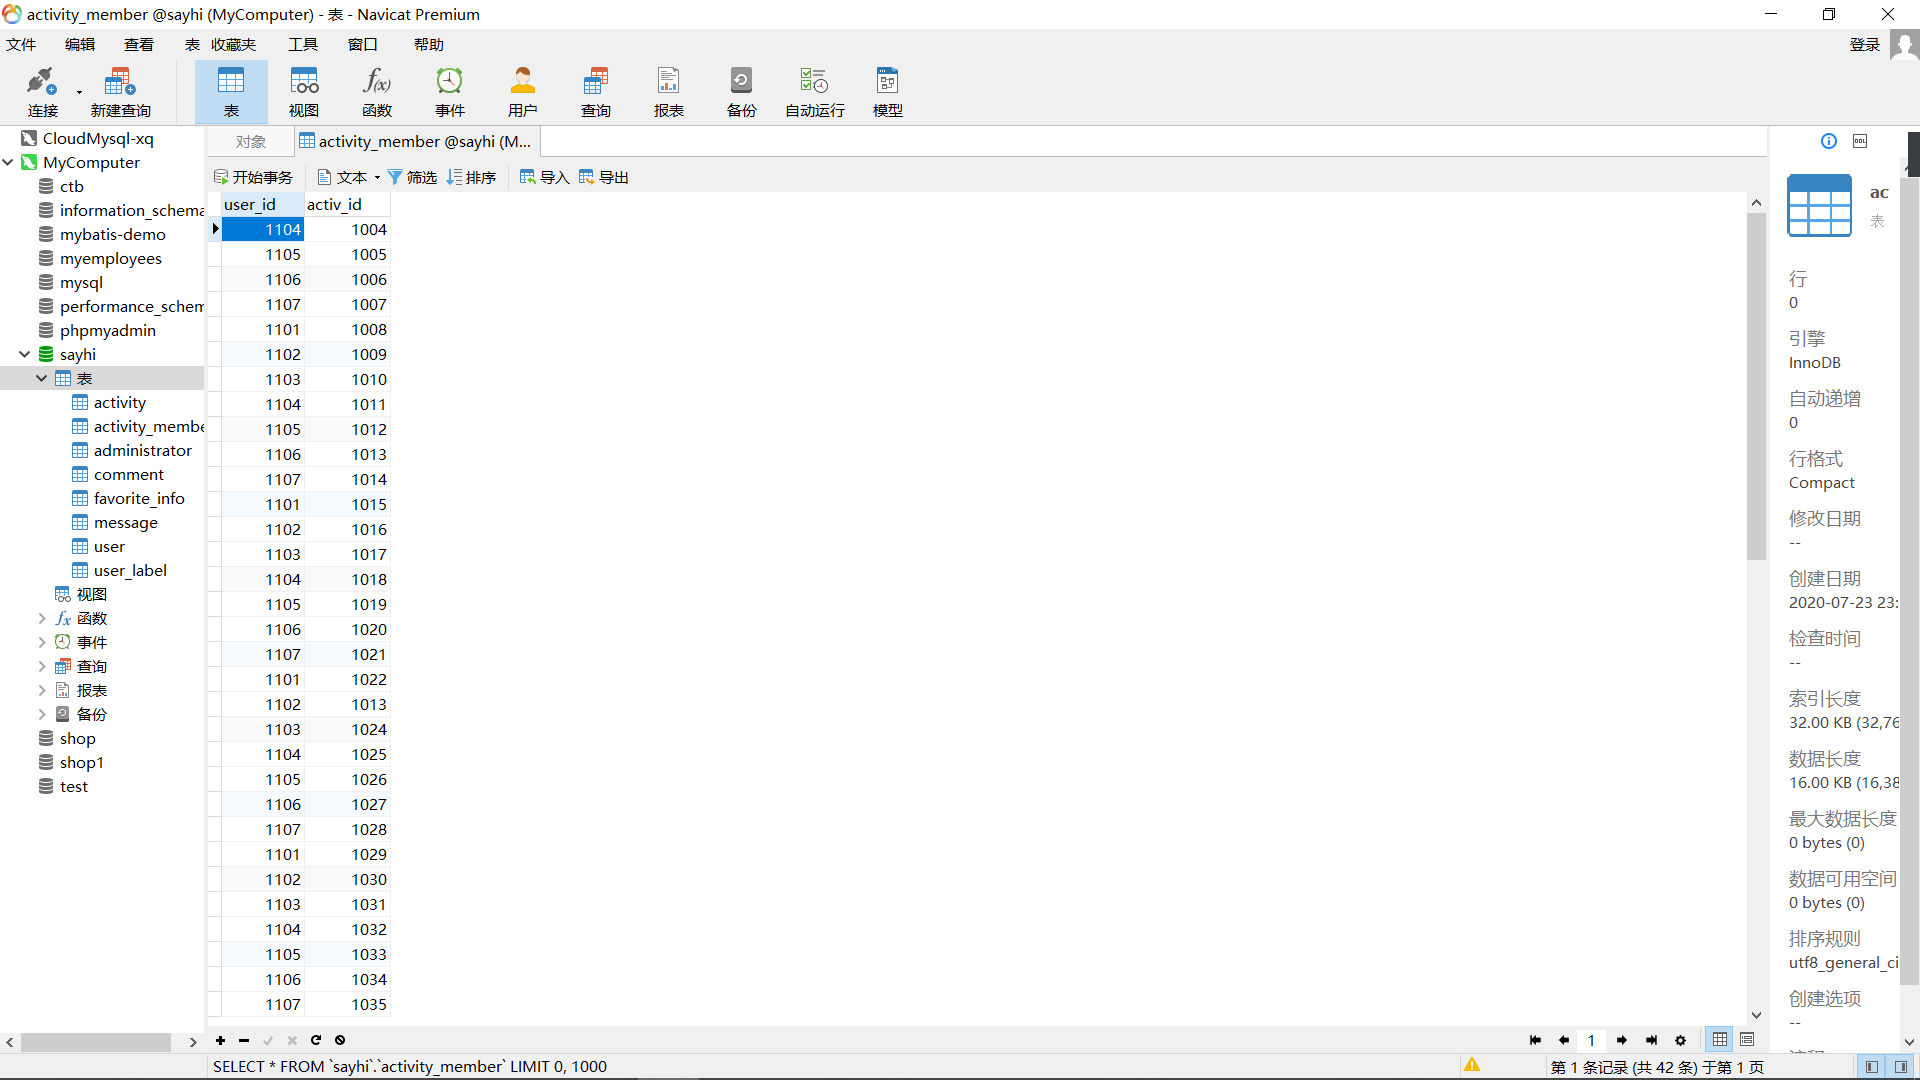 activity_member @sayhi (MyComputer) - 表 - Navicat Premium
文件 编辑 查看 表 收藏夹 工具 窗口 帮助 登录
连接 新建查询 表 视图 函数 事件 用户 查询 报表 备份 自动运行 模型
CloudMysql-xq
MyComputer
ctb
information_schema
mybatis-demo
myemployees
mysql
performance_schem
phpmyadmin
sayhi
表
activity
activity_membe
administrator
comment
favorite_info
message
user
user_label
视图
函数
事件
查询
报表
备份
shop
shop1
test
对象 activity_member @sayhi (M...
开始事务 文本 筛选 排序 导入 导出
user_id activ_id
1104 1004
1105 1005
1106 1006
1107 1007
1101 1008
1102 1009
1103 1010
1104 1011
1105 1012
1106 1013
1107 1014
1101 1015
1102 1016
1103 1017
1104 1018
1105 1019
1106 1020
1107 1021
1101 1022
1102 1013
1103 1024
1104 1025
1105 1026
1106 1027
1107 1028
1101 1029
1102 1030
1103 1031
1104 1032
1105 1033
1106 1034
1107 1035
DDL
ac
表
行
0
引擎
InnoDB
自动递增
0
行格式
Compact
修改日期
--
创建日期
2020-07-23 23:
检查时间
--
索引长度
32.00 KB (32,76
数据长度
16.00 KB (16,38
最大数据长度
0 bytes (0)
数据可用空间
0 bytes (0)
排序规则
utf8_general_ci
创建选项
--
1
SELECT * FROM `sayhi`.`activity_member` LIMIT 0, 1000
第 1 条记录 (共 42 条) 于第 1 页